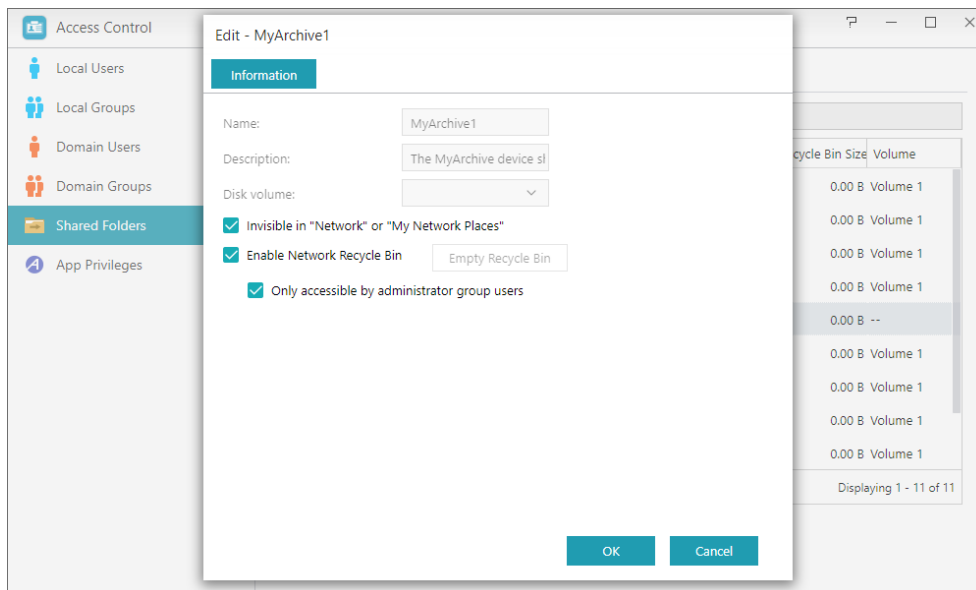 Access Control
Local Users
Local Groups
Domain Users
Domain Groups
Shared Folders
App Privileges
Edit - MyArchive1
Information
Name: MyArchive1
Description: The MyArchive device sl
Disk volume:
Invisible in "Network" or "My Network Places"
Enable Network Recycle Bin Empty Recycle Bin
Only accessible by administrator group users
OK Cancel
cycle Bin Size Volume
0.00 B Volume 1
0.00 B Volume 1
0.00 B Volume 1
0.00 B Volume 1
0.00 B --
0.00 B Volume 1
0.00 B Volume 1
0.00 B Volume 1
0.00 B Volume 1
Displaying 1 - 11 of 11